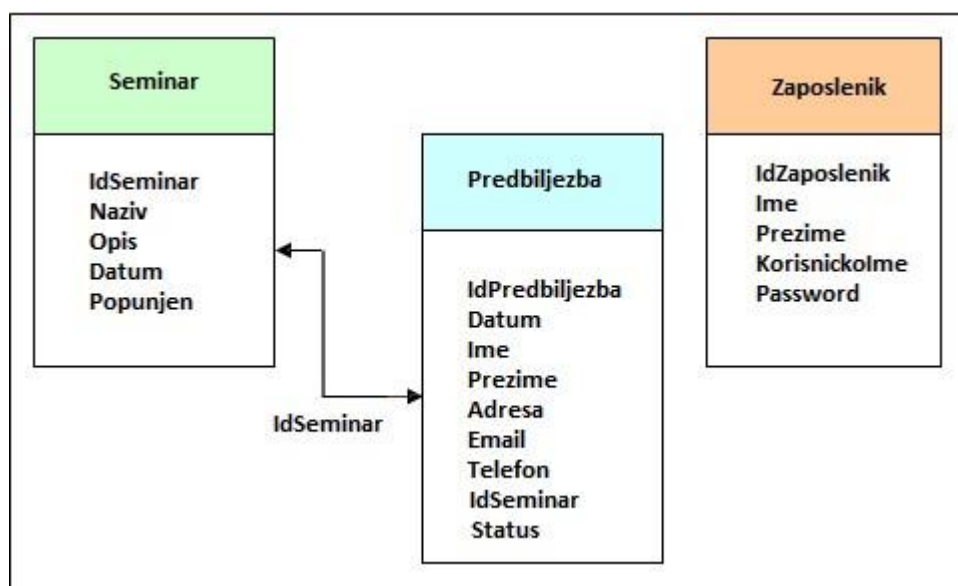 Seminar
IdSeminar
Naziv
Opis
Datum
Popunjen
IdSeminar
Predbiljezba
IdPredbiljezba
Datum
Ime
Prezime
Adresa
Email
Telefon
IdSeminar
Status
Zaposlenik
IdZaposlenik
Ime
Prezime
KorisnickoIme
Password